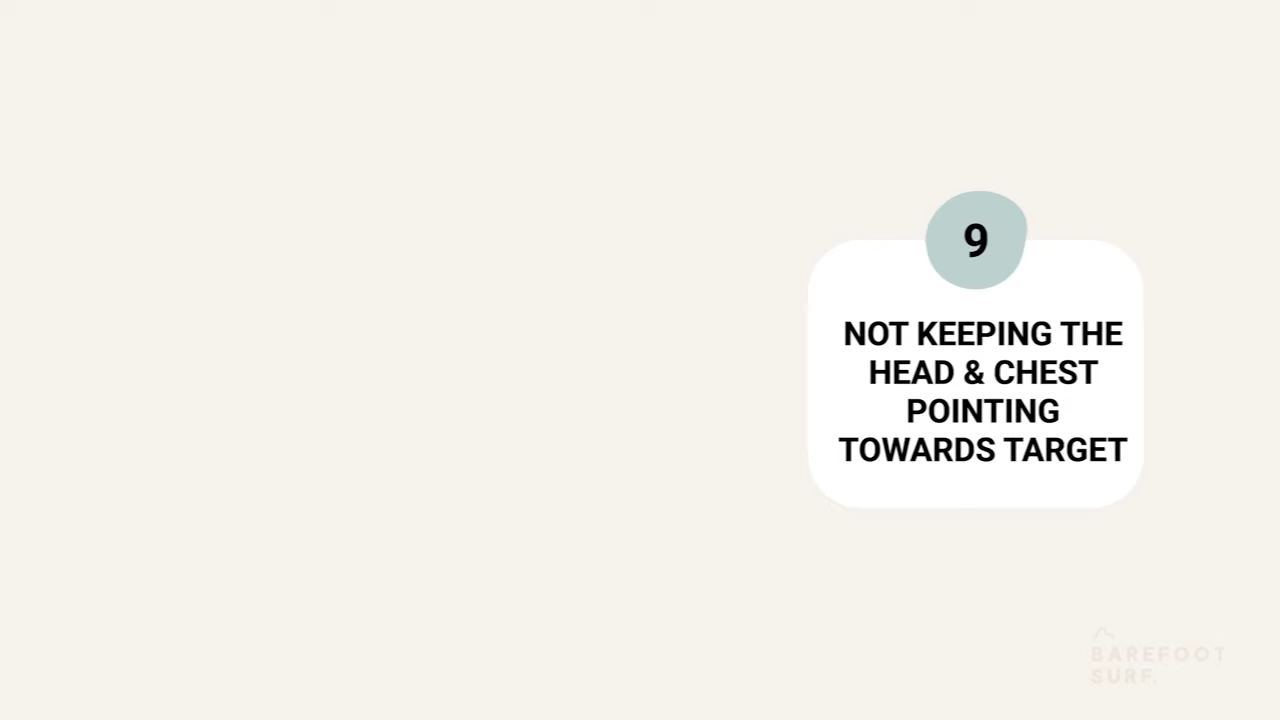 9
NOT KEEPING THE
HEAD & CHEST
POINTING
TOWARDS TARGET
BAREFOOT
SURF.